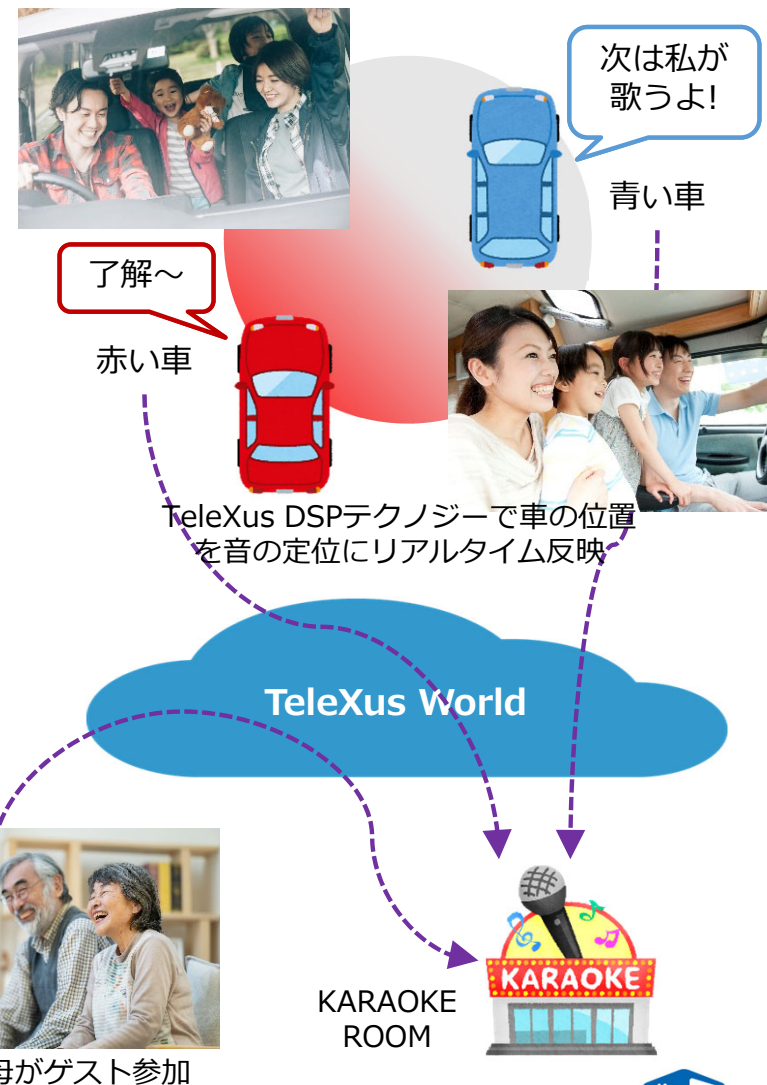 次は私が
歌うよ!
青い車
了解～
赤い車
TeleXus DSPテクノジーで車の位置
を音の定位にリアルタイム反映
TeleXus World
KARAOKE
KARAOKE
ROOM
母がゲスト参加